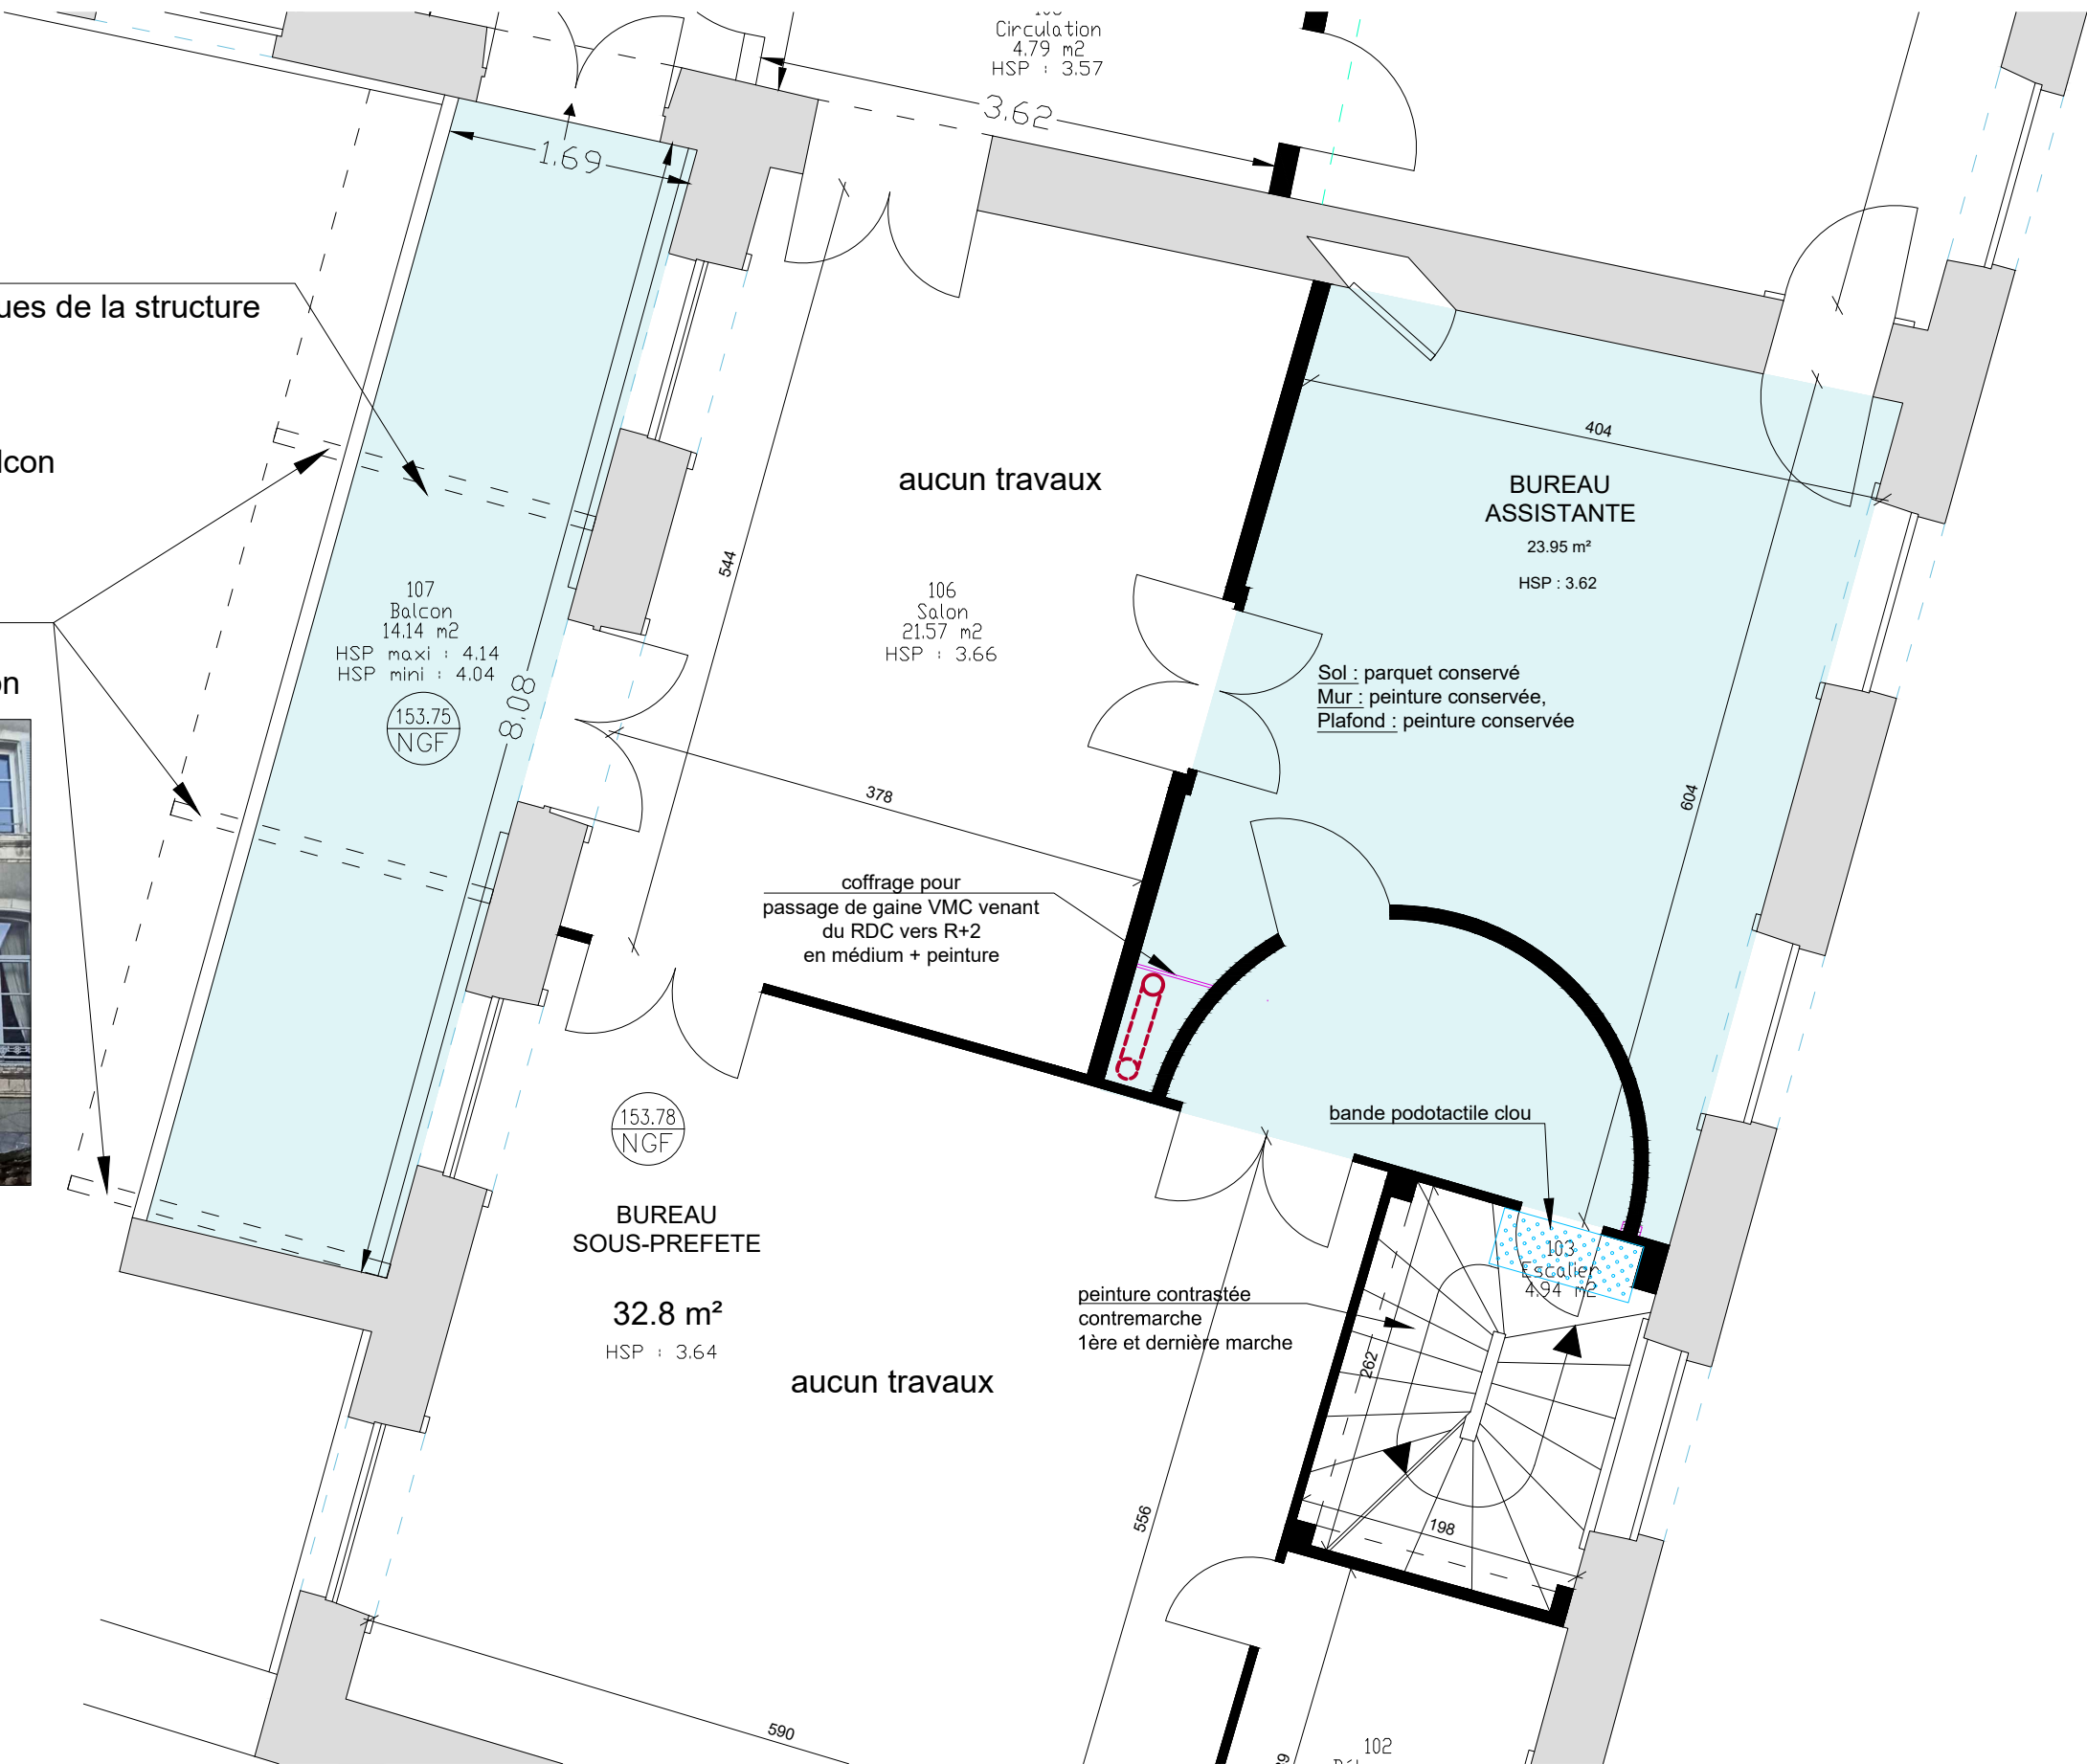 Circulation
4.79 m2
HSP : 3.57
3.62
1.69
ues de la structure
lcon
544
aucun travaux
404
BUREAU
ASSISTANTE
23.95 m²
HSP : 3.62
107
Balcon
14.14 m2
HSP maxi : 4.14
HSP mini : 4.04
153.75
NGF
8.08
106
Salon
21.57 m2
HSP : 3.66
Sol : parquet conservé
Mur : peinture conservée,
Plafond : peinture conservée
604
378
coffrage pour
passage de gaine VMC venant
du RDC vers R+2
en médium + peinture
153.78
NGF
BUREAU
SOUS-PREFETE
32.8 m²
HSP : 3.64
aucun travaux
bande podotactile clou
103
Escalier
4.94 m2
peinture contrastée
contremarche
1ère et dernière marche
262
198
556
590
102